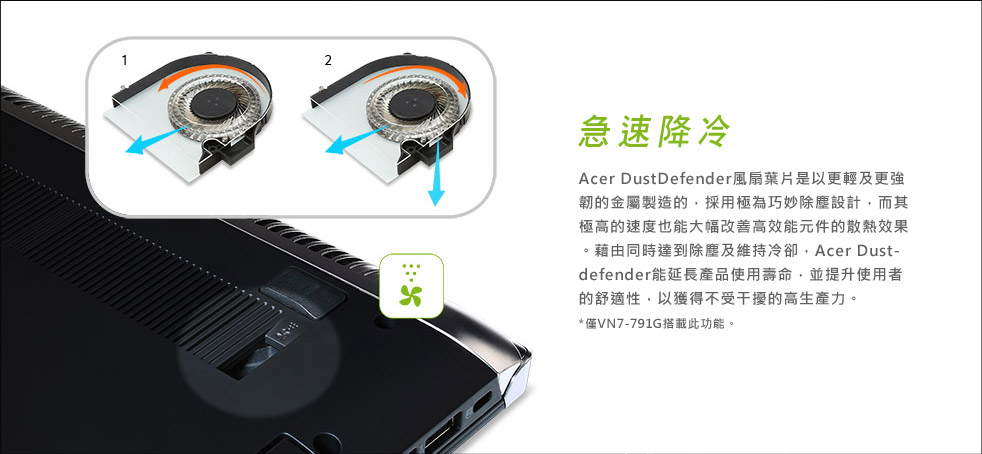 1
2
急速降冷
Acer DustDefender風扇葉片是以更輕及更強
韌的金屬製造的，採用極為巧妙除塵設計，而其
極高的速度也能大幅改善高效能元件的散熱效果
。藉由同時達到除塵及維持冷卻，Acer Dust-
defender能延長產品使用壽命，並提升使用者
的舒適性，以獲得不受干擾的高生產力。
*僅VN7-791G搭載此功能。